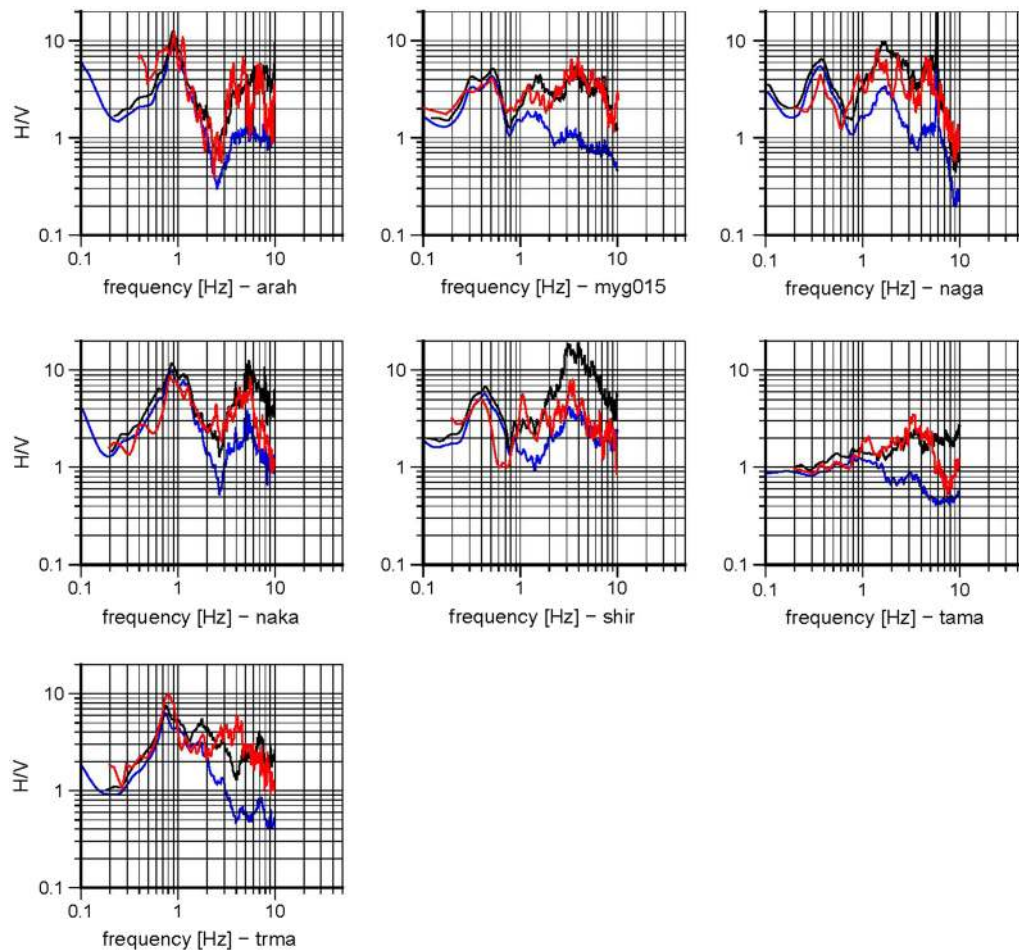 10
1
0.1
H/V
0.1 1 10
frequency [Hz] − arah
10
1
0.1
0.1 1 10
frequency [Hz] − myg015
10
1
0.1
0.1 1 10
frequency [Hz] − naga
10
1
0.1
H/V
0.1 1 10
frequency [Hz] − naka
10
1
0.1
0.1 1 10
frequency [Hz] − shir
10
1
0.1
0.1 1 10
frequency [Hz] − tama
10
1
0.1
H/V
0.1 1 10
frequency [Hz] − trma